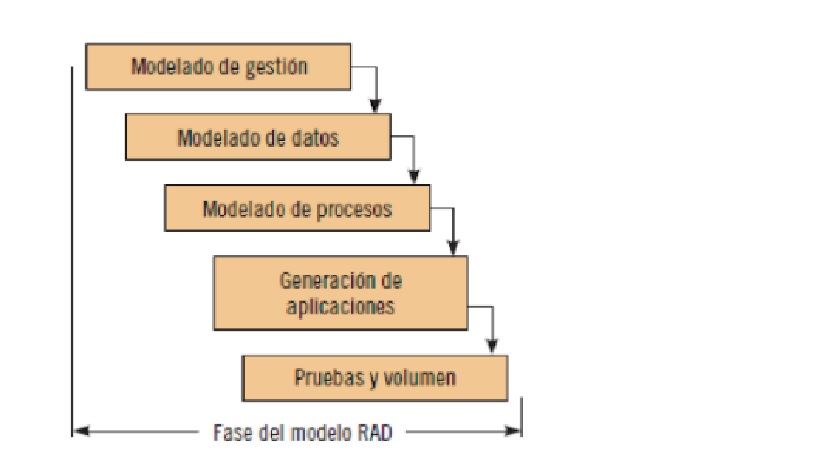 Modelado de gestión
Modelado de datos
Modelado de procesos
Generación de
aplicaciones
Pruebas y volumen
Fase del modelo RAD